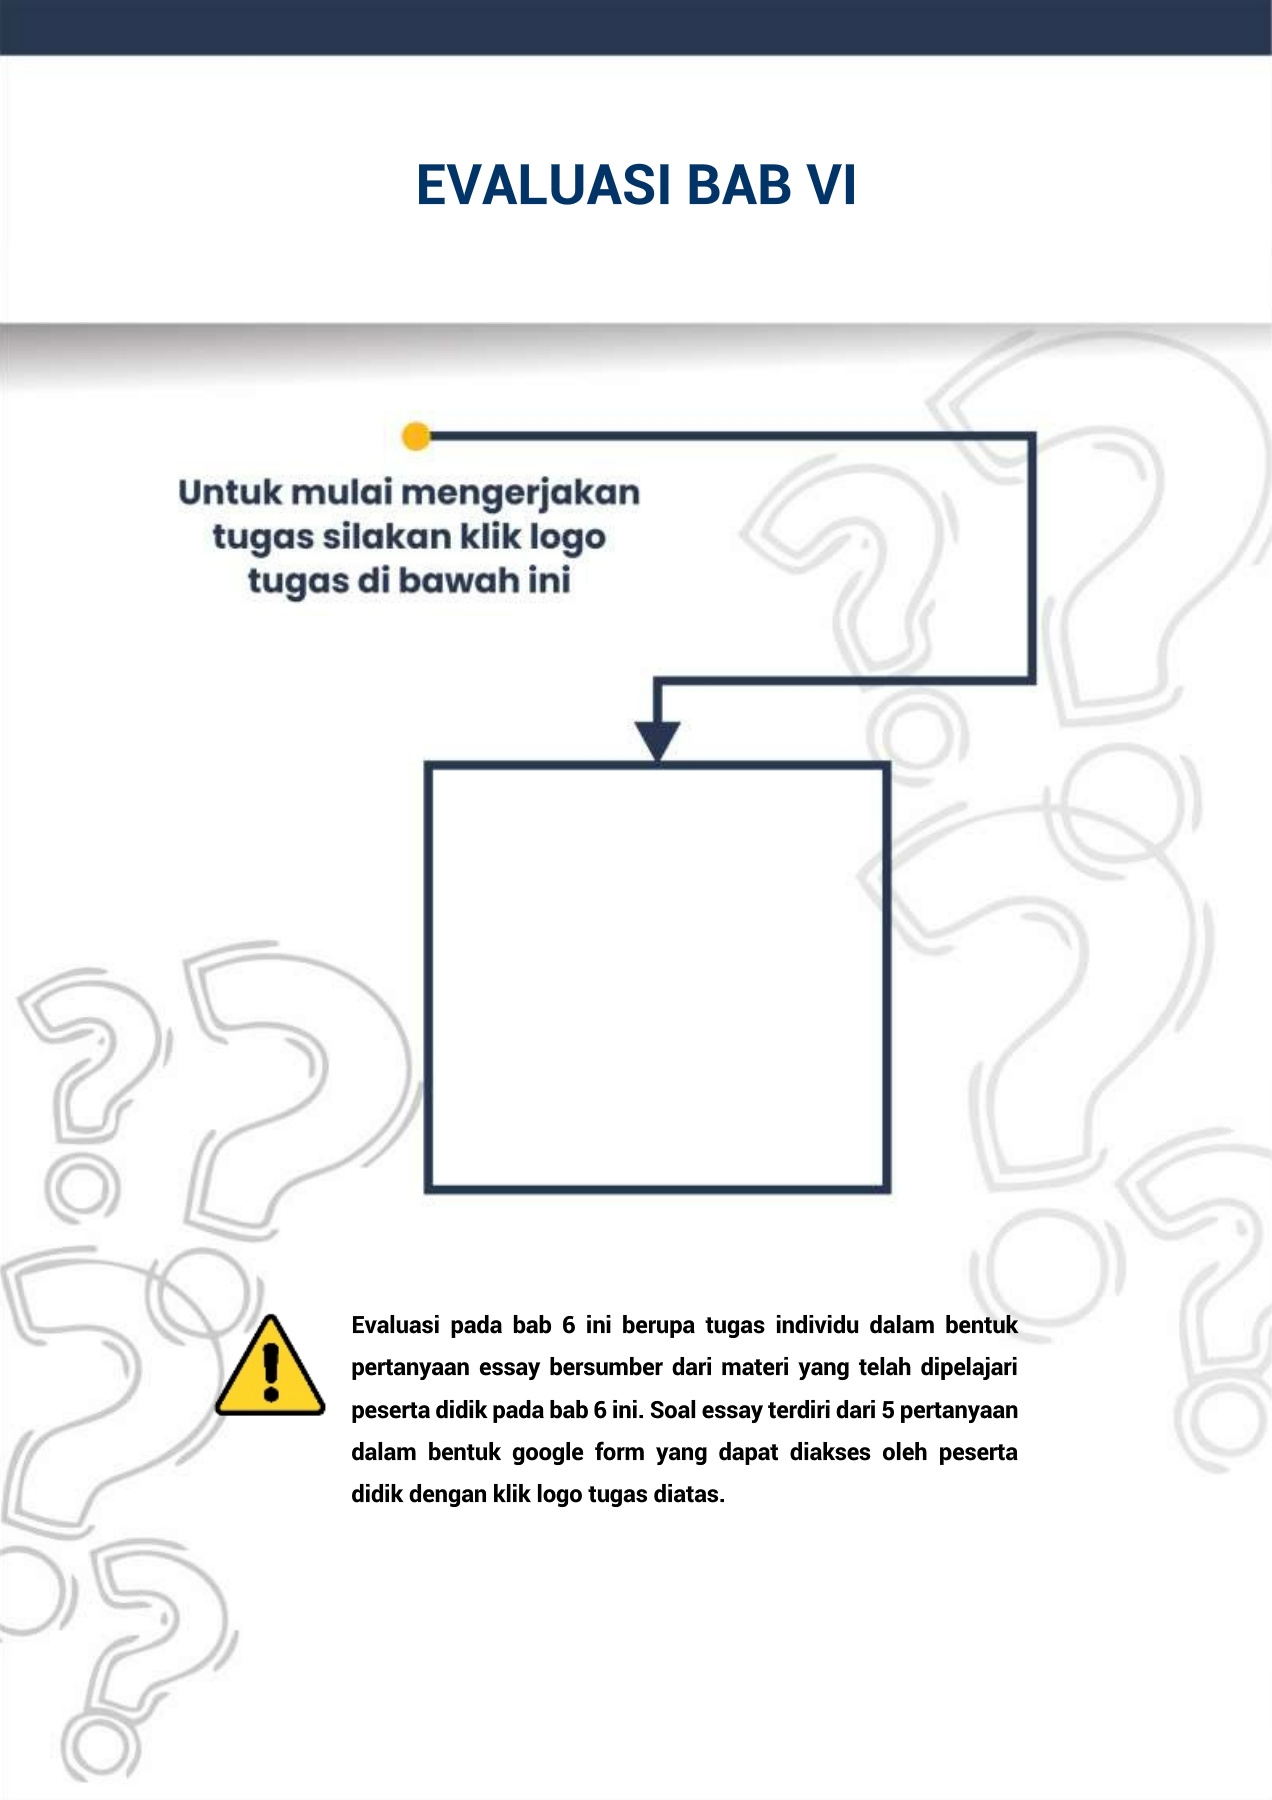 EVALUASI BAB VI
Untuk mulai mengerjakan
tugas silakan klik logo
tugas di bawah ini
Evaluasi pada bab 6 ini berupa tugas individu dalam bentuk
pertanyaan essay bersumber dari materi yang telah dipelajari
peserta didik pada bab 6 ini. Soal essay terdiri dari 5 pertanyaan
dalam bentuk google form yang dapat diakses oleh peserta
didik dengan klik logo tugas diatas.